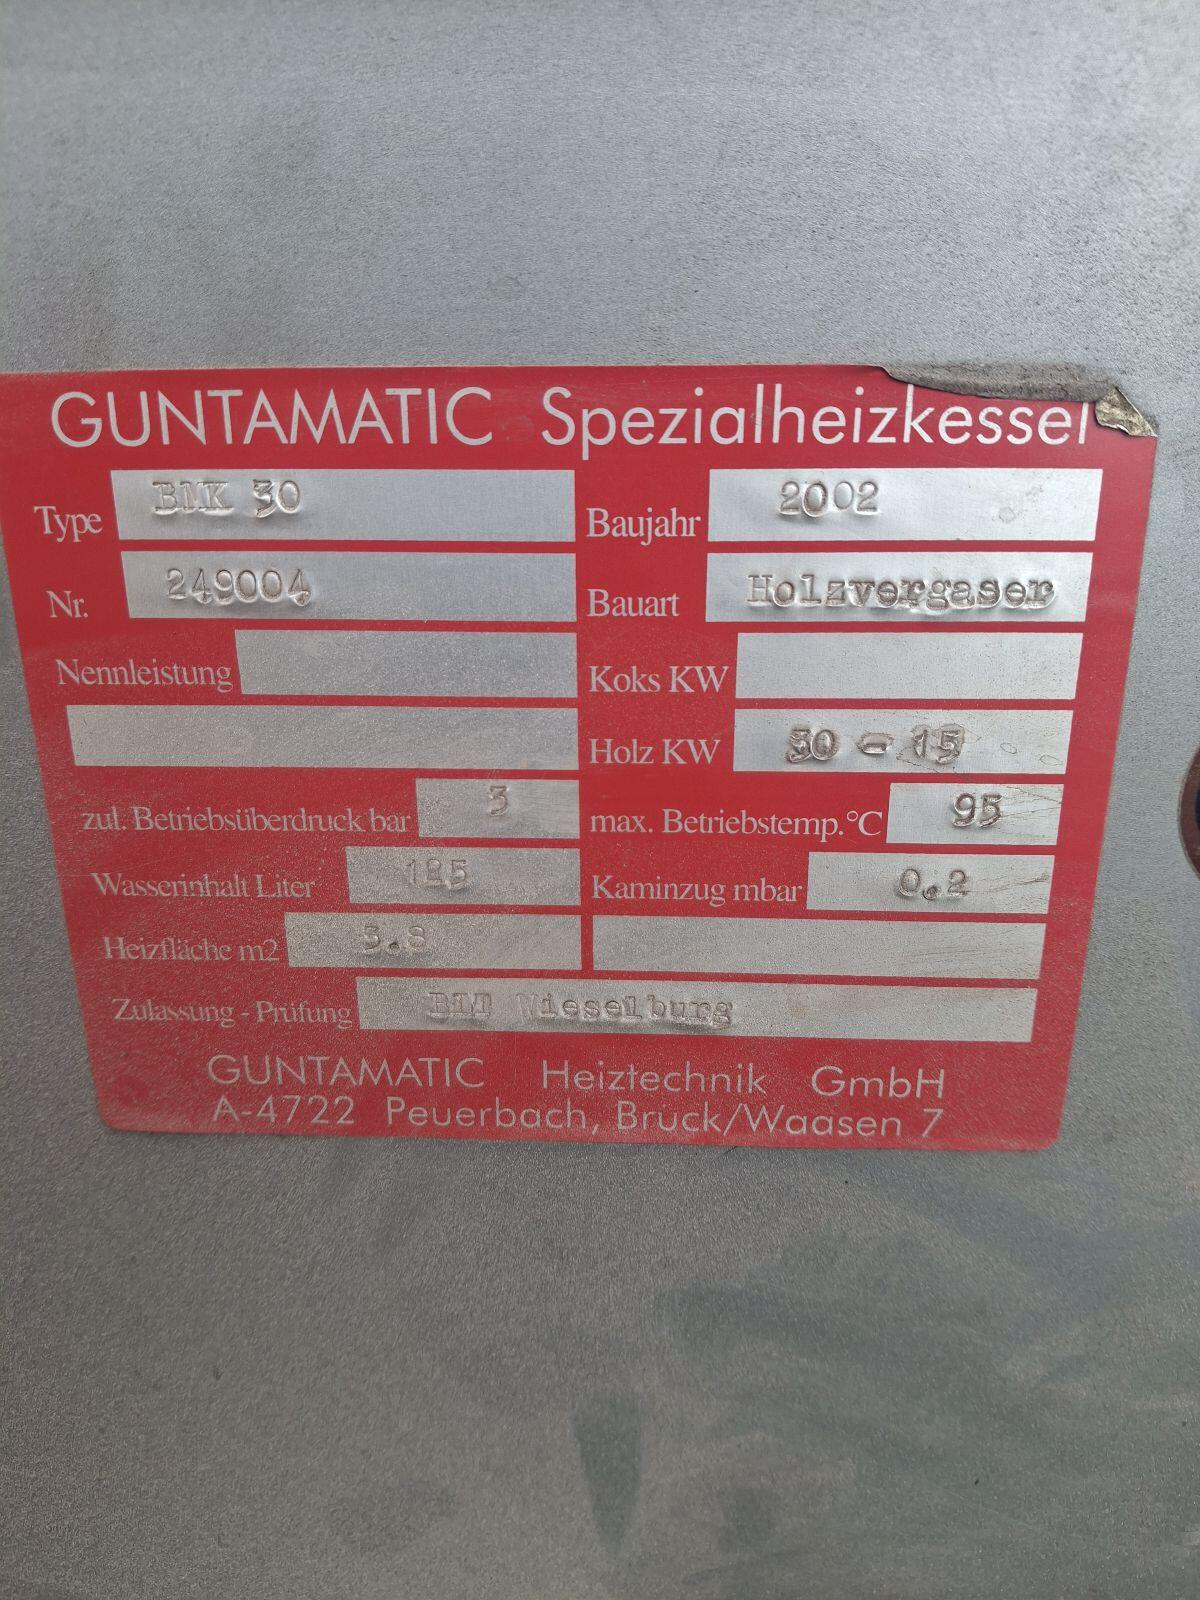 GUNTAMATIC Spezialheizkessel
Type BMK 30 Baujahr 2002
Nr. 249004 Bauart Holzvergaser
Nennleistung Koks KW
Holz KW 30 - 15
zul. Betriebsüberdruck bar 3 max. Betriebstemp.°C 95
Wasserinhalt Liter 125 Kaminzug mbar 0.2
Heizfläche m2
Zulassung - Prüfung Wieselburg
GUNTAMATIC Heiztechnik GmbH
A-4722 Peuerbach, Bruck/Waasen 7